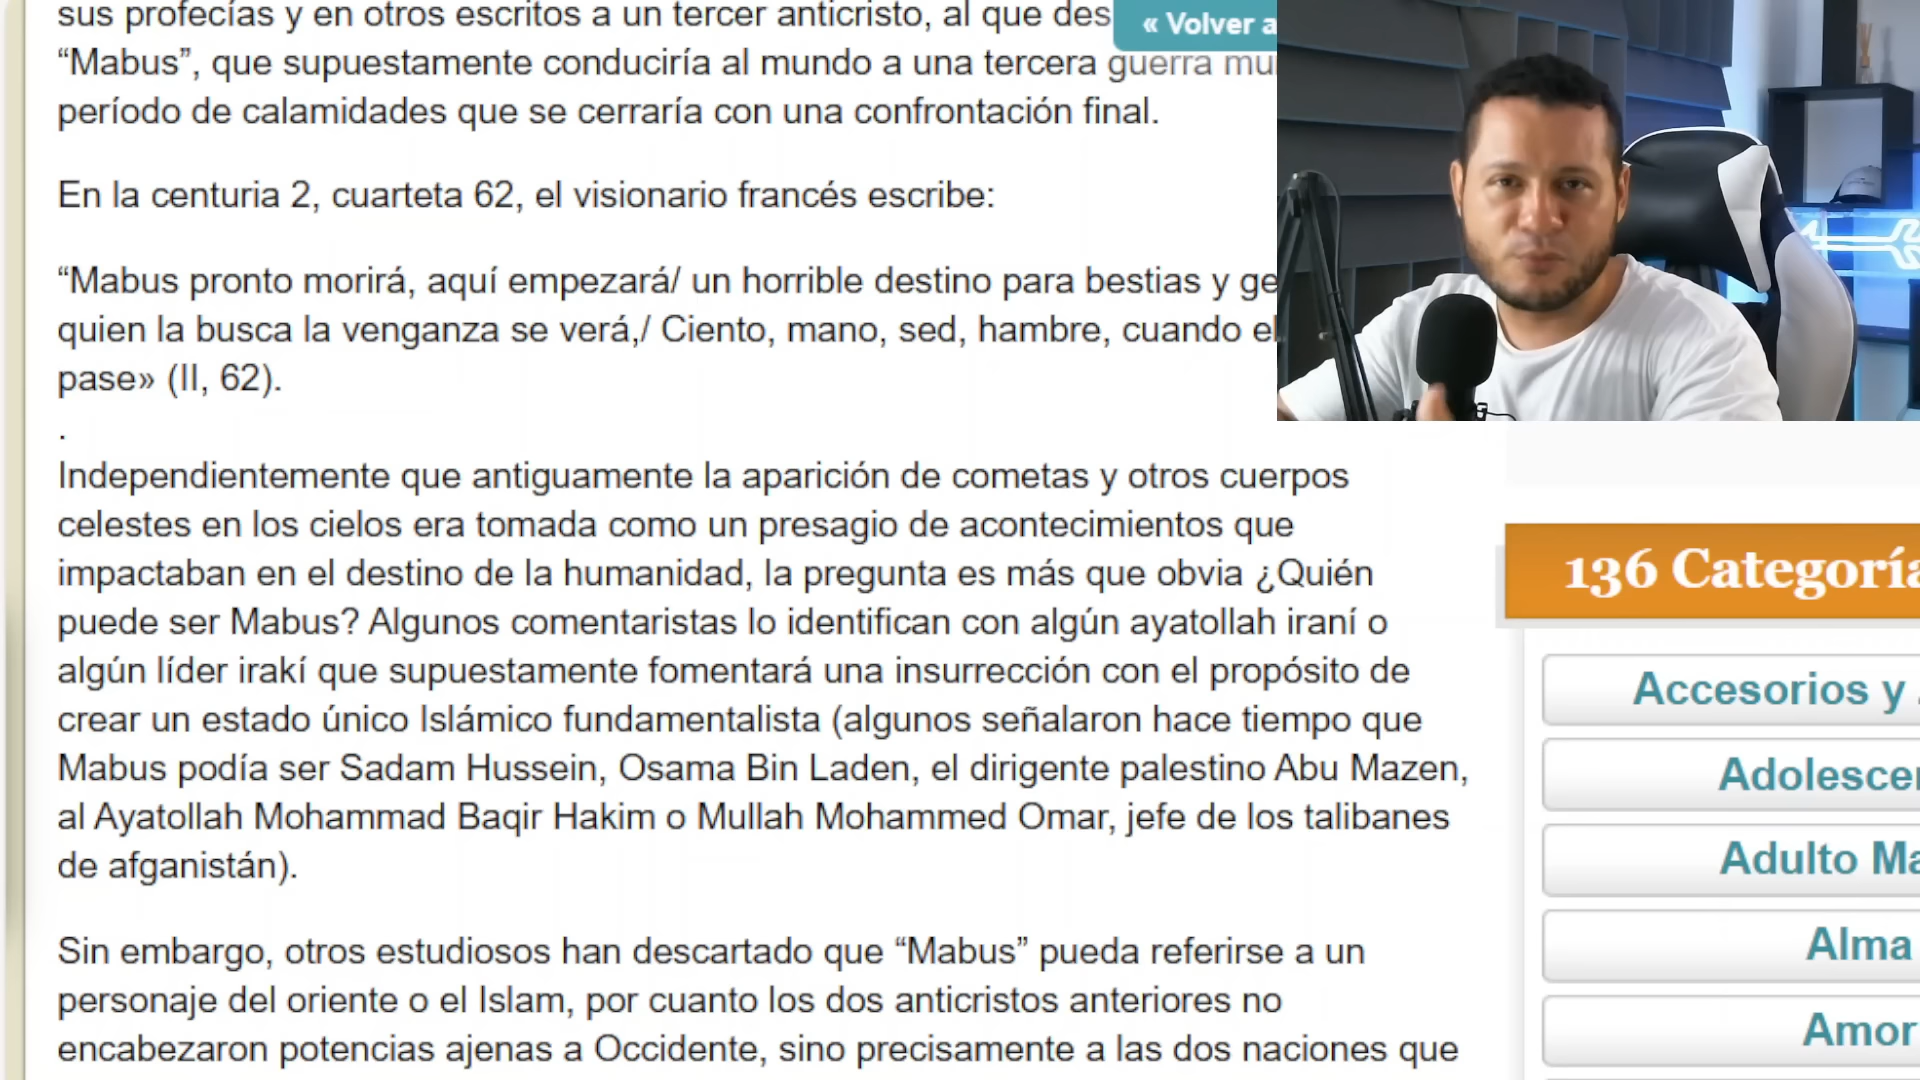 sus profecías y en otros escritos a un tercer anticristo, al que des
« Volver a
“Mabus”, que supuestamente conduciría al mundo a una tercera guerra
período de calamidades que se cerraría con una confrontación final.
En la centuria 2, cuarteta 62, el visionario francés escribe:
“Mabus pronto morirá, aquí empezará/ un horrible destino para bestias y ge
quien la busca la venganza se verá,/ Ciento, mano, sed, hambre, cuando el
pase» (II, 62).
.
Independientemente que antiguamente la aparición de cometas y otros cuerpos
celestes en los cielos era tomada como un presagio de acontecimientos que
impactaban en el destino de la humanidad, la pregunta es más que obvia ¿Quién
puede ser Mabus? Algunos comentaristas lo identifican con algún ayatollah iraní o
algún líder irakí que supuestamente fomentará una insurrección con el propósito de
crear un estado único Islámico fundamentalista (algunos señalaron hace tiempo que
Mabus podía ser Sadam Hussein, Osama Bin Laden, el dirigente palestino Abu Mazen,
al Ayatollah Mohammad Baqir Hakim o Mullah Mohammed Omar, jefe de los talibanes
de afganistán).
Sin embargo, otros estudiosos han descartado que “Mabus” pueda referirse a un
personaje del oriente o el Islam, por cuanto los dos anticristos anteriores no
encabezaron potencias ajenas a Occidente, sino precisamente a las dos naciones que
136 Categoría
Accesorios y
Adolesce
Adulto Ma
Alma
Amor